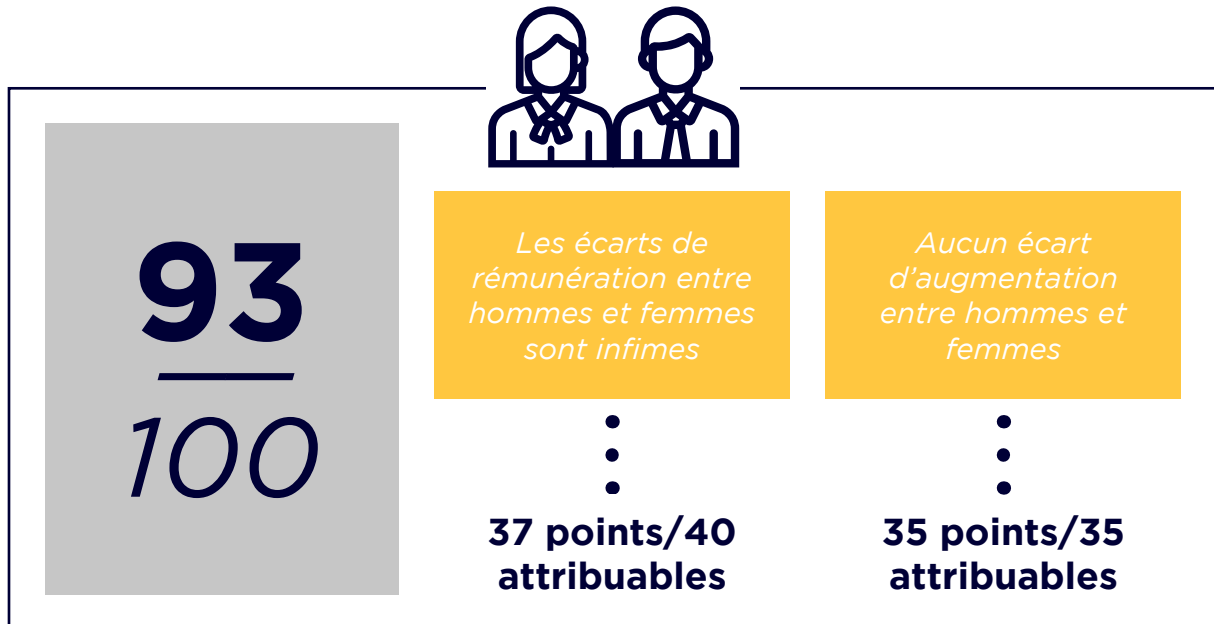 93
100
Les écarts de
rémunération entre
hommes et femmes
sont infimes
37 points/40
attribuables
Aucun écart
d’augmentation
entre hommes et
femmes
35 points/35
attribuables